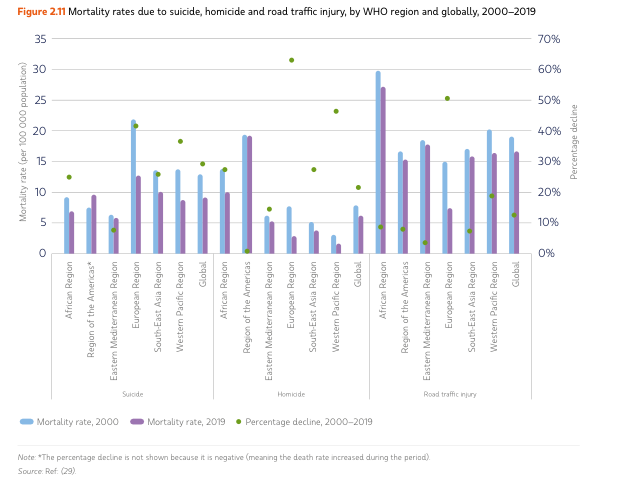 Figure 2.11 Mortality rates due to suicide, homicide and road traffic injury, by WHO region and globally, 2000–2019
Mortality rate (per 100 000 population)
35
30
25
20
15
10
5
0
70%
60%
50%
40%
30%
20%
10%
0%
Percentage decline
African Region
Region of the Americas*
Eastern Mediterranean Region
European Region
South-East Asia Region
Western Pacific Region
Global
African Region
Region of the Americas
Eastern Mediterranean Region
European Region
South-East Asia Region
Western Pacific Region
Global
African Region
Region of the Americas
Eastern Mediterranean Region
European Region
South-East Asia Region
Western Pacific Region
Global
Suicide
Homicide
Road traffic injury
Mortality rate, 2000
Mortality rate, 2019
Percentage decline, 2000–2019
Note: *The percentage decline is not shown because it is negative (meaning the death rate increased during the period).
Source: Ref: (29).